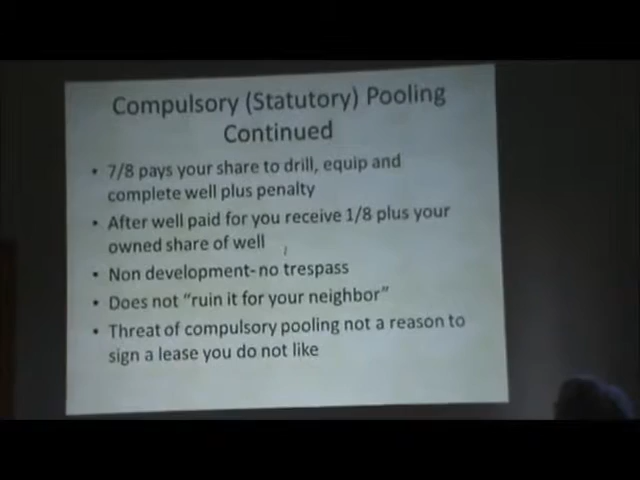 Compulsory (Statutory) Pooling
Continued
• 7/8 pays your share to drill, equip and
complete well plus penalty
• After well paid for you receive 1/8 plus your
owned share of well
• Non development- no trespass
• Does not “ruin it for your neighbor”
• Threat of compulsory pooling not a reason to
sign a lease you do not like